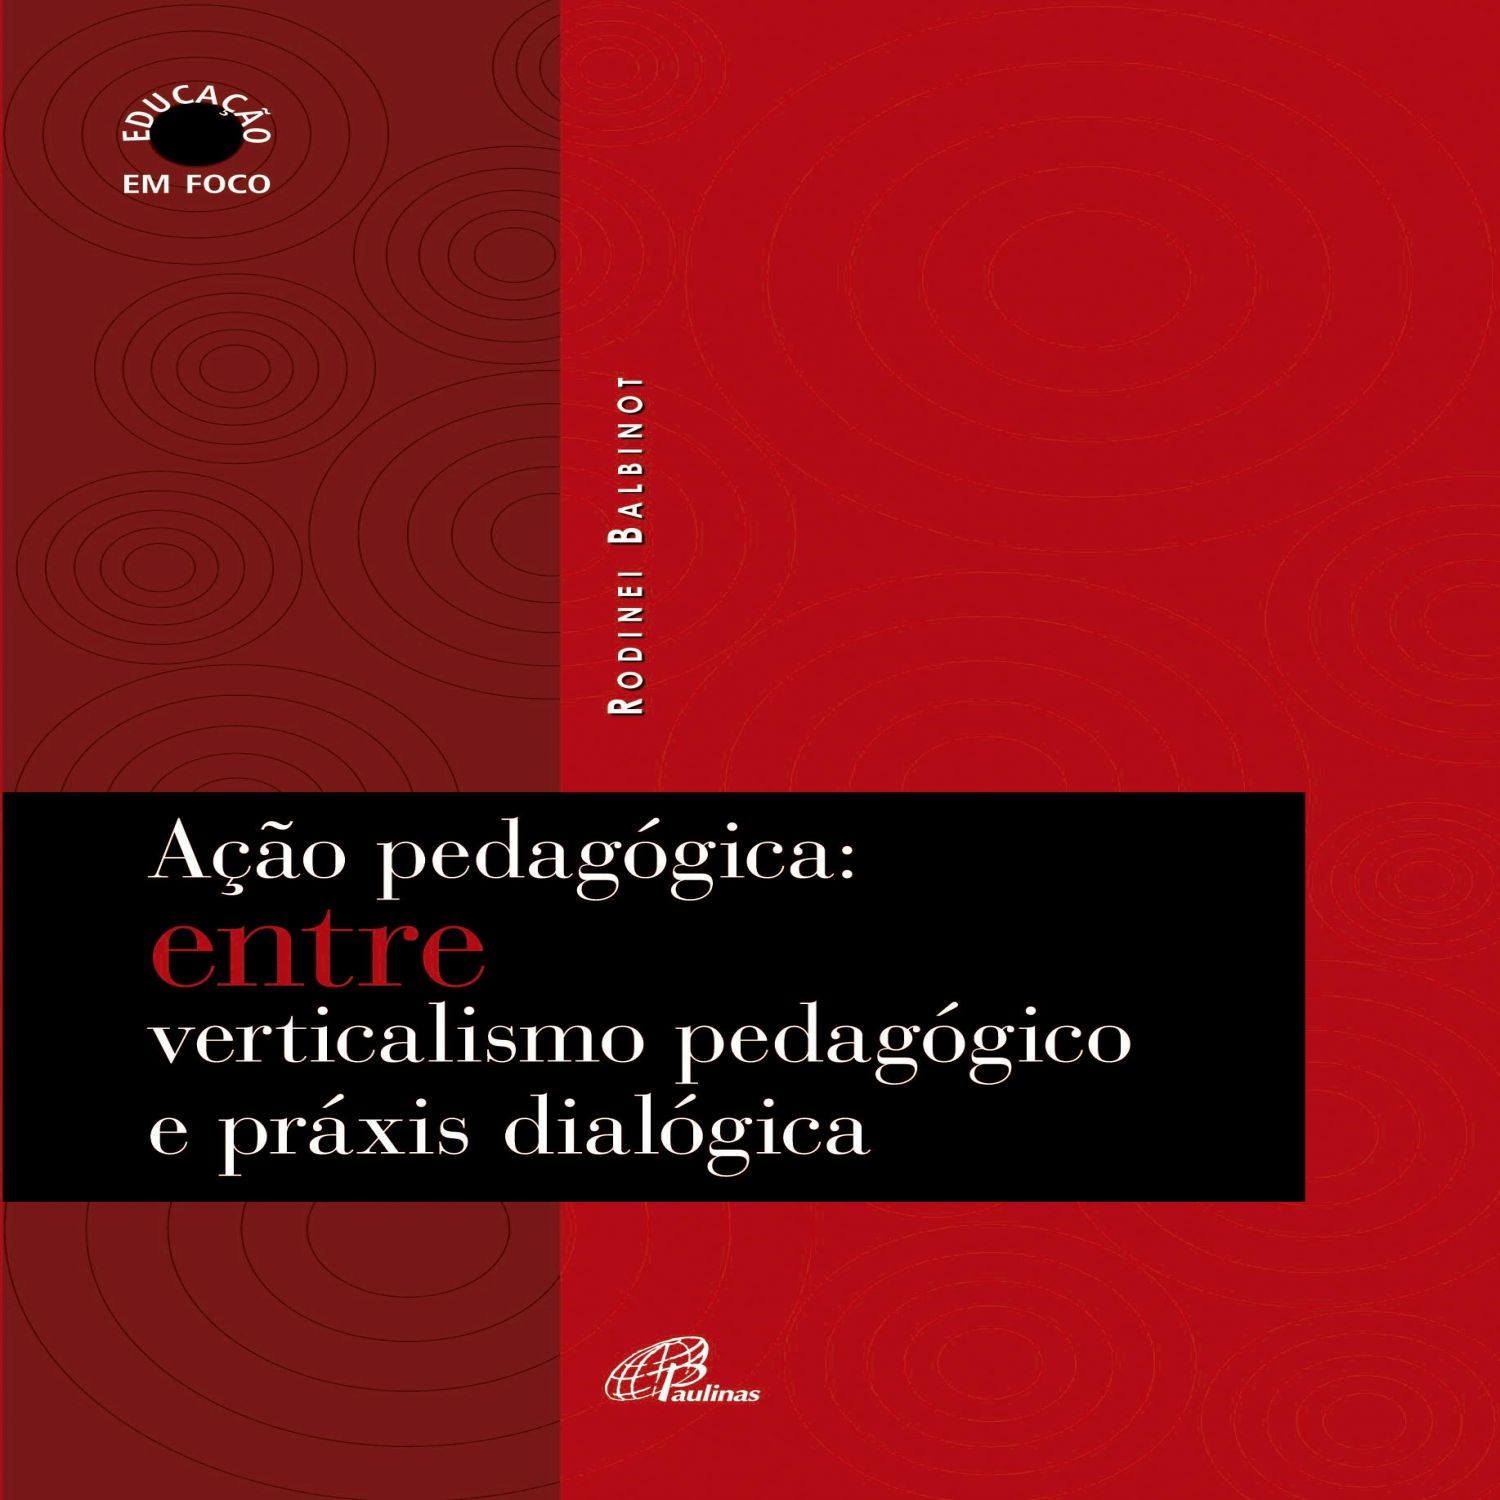 EDUCAÇÃO
EM FOCO
RODINEI BALBINOT
Ação pedagógica:
entre
verticalismo pedagógico
e práxis dialógica
Paulinas